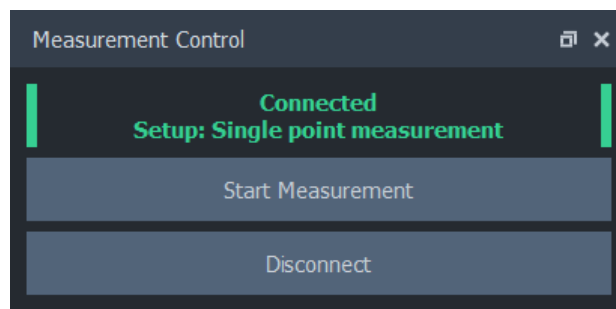 Measurement Control
Connected
Setup: Single point measurement
Start Measurement
Disconnect